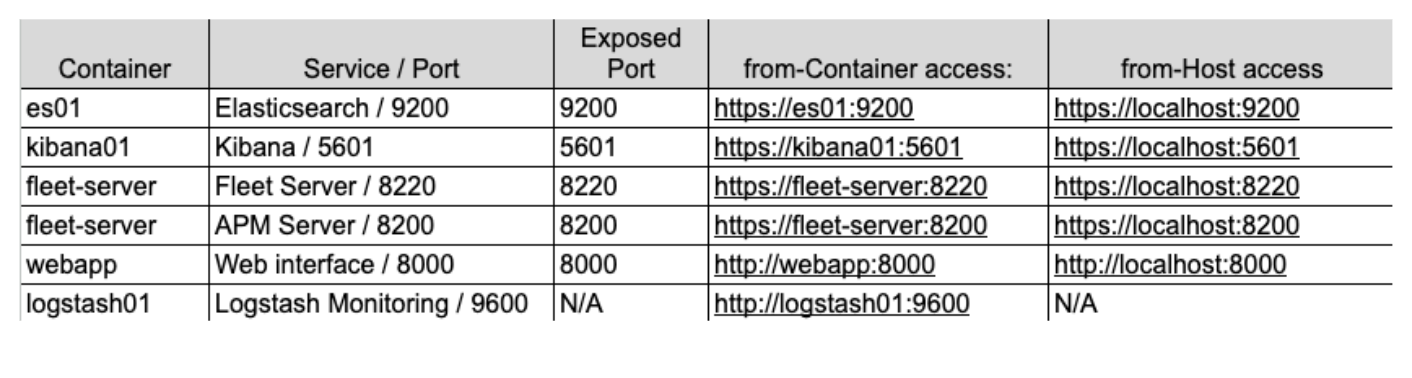 Container Service / Port Exposed Port from-Container access: from-Host access
es01 Elasticsearch / 9200 9200 https://es01:9200 https://localhost:9200
kibana01 Kibana / 5601 5601 https://kibana01:5601 https://localhost:5601
fleet-server Fleet Server / 8220 8220 https://fleet-server:8220 https://localhost:8220
fleet-server APM Server / 8200 8200 https://fleet-server:8200 https://localhost:8200
webapp Web interface / 8000 8000 http://webapp:8000 http://localhost:8000
logstash01 Logstash Monitoring / 9600 N/A http://logstash01:9600 N/A